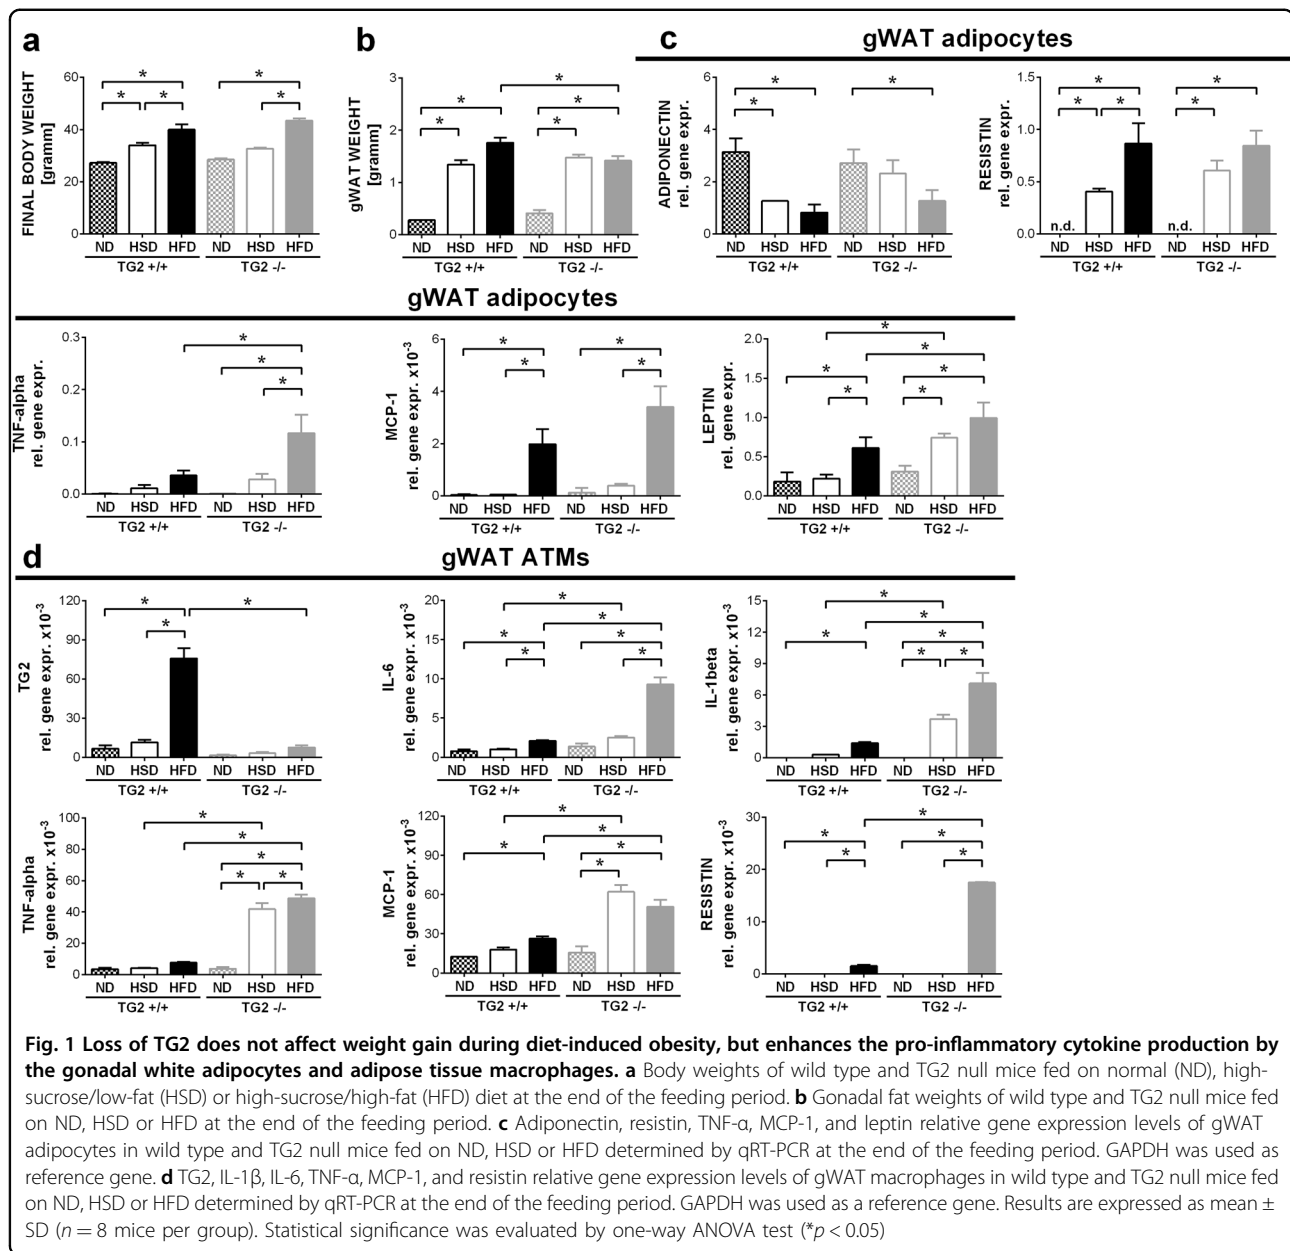 a
FINAL BODY WEIGHT
[gramm]
60
40
20
0
* * * * *
ND HSD HFD ND HSD HFD
TG2 +/+ TG2 -/-
b
gWAT WEIGHT
[gramm]
3
2
1
0
* * * * *
ND HSD HFD ND HSD HFD
TG2 +/+ TG2 -/-
c
gWAT adipocytes
ADIPONECTIN
rel. gene expr.
6
4
2
0
* * *
ND HSD HFD ND HSD HFD
TG2 +/+ TG2 -/-
RESISTIN
rel. gene expr.
1.5
1.0
0.5
0.0
* * * * *
n.d. n.d.
ND HSD HFD ND HSD HFD
TG2 +/+ TG2 -/-
gWAT adipocytes
TNF-alpha
rel. gene expr.
0.3
0.2
0.1
0.0
* * *
ND HSD HFD ND HSD HFD
TG2 +/+ TG2 -/-
MCP-1
rel. gene expr. x10-3
6
4
2
0
* * * *
ND HSD HFD ND HSD HFD
TG2 +/+ TG2 -/-
LEPTIN
rel. gene expr.
2.0
1.5
1.0
0.5
0.0
* * * * * *
ND HSD HFD ND HSD HFD
TG2 +/+ TG2 -/-
d
gWAT ATMs
TG2
rel. gene expr. x10-3
120
90
60
30
0
* * *
ND HSD HFD ND HSD HFD
TG2 +/+ TG2 -/-
IL-6
rel. gene expr. x10-3
20
15
10
5
0
* * * * * *
ND HSD HFD ND HSD HFD
TG2 +/+ TG2 -/-
IL-1beta
rel. gene expr. x10-3
15
12
9
6
3
0
* * * * * *
ND HSD HFD ND HSD HFD
TG2 +/+ TG2 -/-
TNF-alpha
rel. gene expr. x10-3
100
80
60
40
20
0
* * * * *
ND HSD HFD ND HSD HFD
TG2 +/+ TG2 -/-
MCP-1
rel. gene expr. x10-3
120
90
60
30
0
* * * * *
ND HSD HFD ND HSD HFD
TG2 +/+ TG2 -/-
RESISTIN
rel. gene expr. x10-3
30
20
10
0
* * * * *
ND HSD HFD ND HSD HFD
TG2 +/+ TG2 -/-
Fig. 1 Loss of TG2 does not affect weight gain during diet-induced obesity, but enhances the pro-inflammatory cytokine production by
the gonadal white adipocytes and adipose tissue macrophages. a Body weights of wild type and TG2 null mice fed on normal (ND), high-
sucrose/low-fat (HSD) or high-sucrose/high-fat (HFD) diet at the end of the feeding period. b Gonadal fat weights of wild type and TG2 null mice fed
on ND, HSD or HFD at the end of the feeding period. c Adiponectin, resistin, TNF-α, MCP-1, and leptin relative gene expression levels of gWAT
adipocytes in wild type and TG2 null mice fed on ND, HSD or HFD determined by qRT-PCR at the end of the feeding period. GAPDH was used as
reference gene. d TG2, IL-1β, IL-6, TNF-α, MCP-1, and resistin relative gene expression levels of gWAT macrophages in wild type and TG2 null mice fed
on ND, HSD or HFD determined by qRT-PCR at the end of the feeding period. GAPDH was used as a reference gene. Results are expressed as mean ±
SD (n = 8 mice per group). Statistical significance was evaluated by one-way ANOVA test (*p < 0.05)